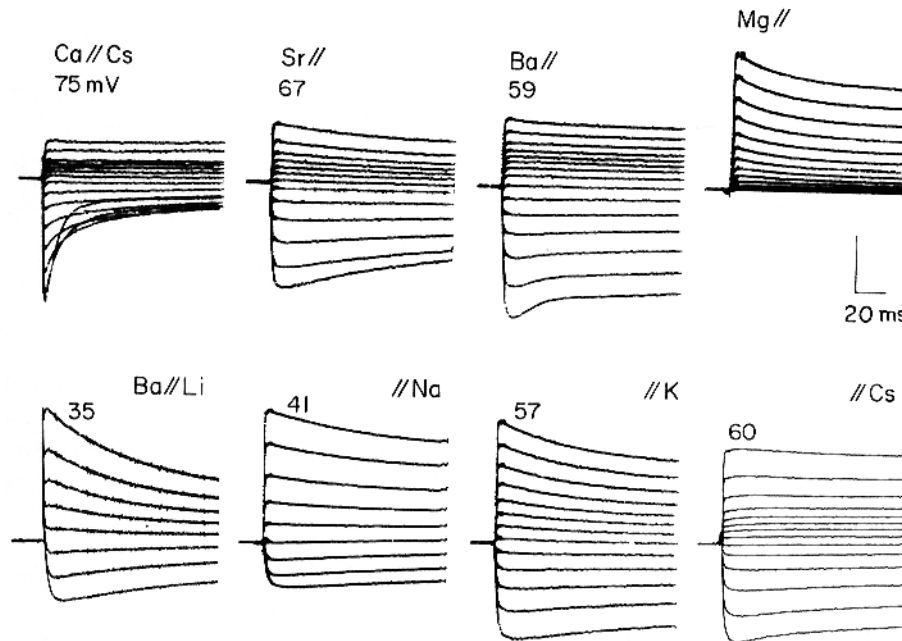 Ca//Cs
75 mV
Sr//
67
Ba//
59
Mg//
20 ms
Ba//Li
35
//Na
41
//K
57
//Cs
60